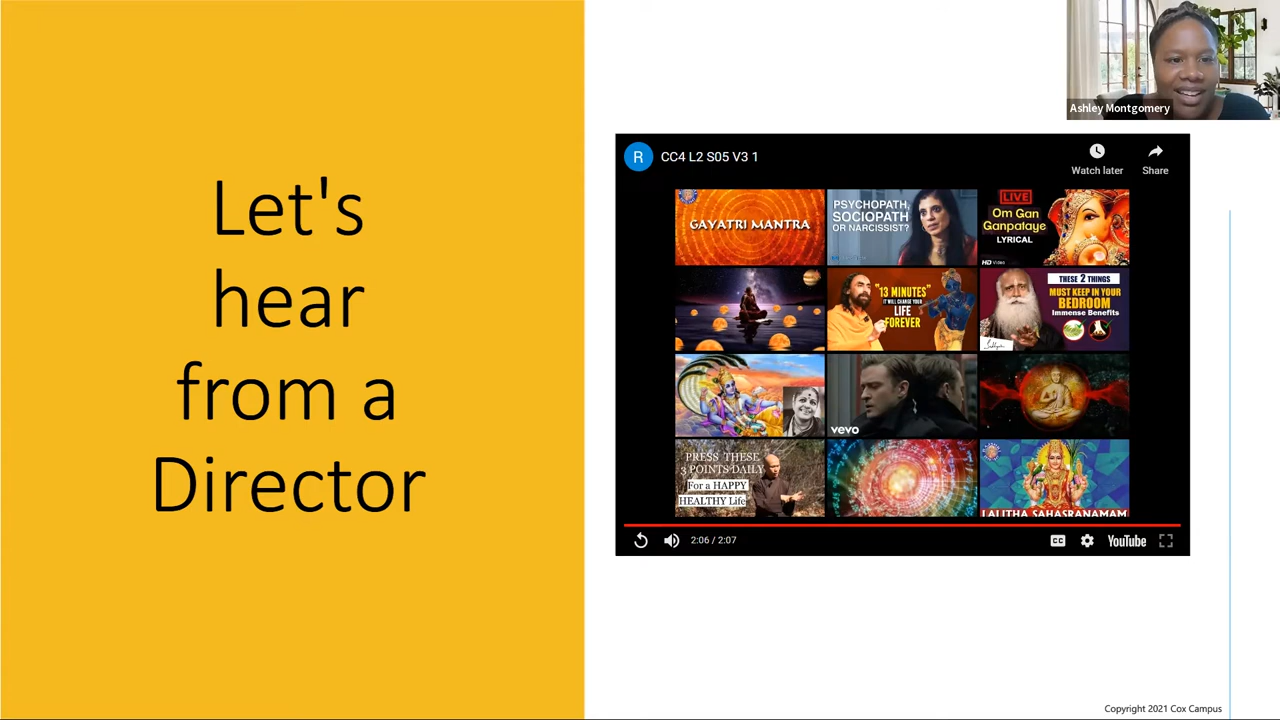 Let's
hear
from a
Director
Ashley Montgomery
R
CC4 L2 S05 V3 1
Watch later
Share
GAYATRI MANTRA
PSYCHOPATH,
SOCIOPATH
OR NARCISSIST?
LIVE
Om Gan
Ganpataye
LYRICAL
HD Video
"13 MINUTES"
IT WILL CHANGE YOUR
LIFE
FOREVER
THESE 2 THINGS
MUST KEEP IN YOUR
BEDROOM
Immense Benefits
vevo
PRESS THESE
3 POINTS DAILY
For a HAPPY
HEALTHY Life
LALITHA SAHASRANAMAM
2:06 / 2:07
CC
YouTube
Copyright 2021 Cox Campus